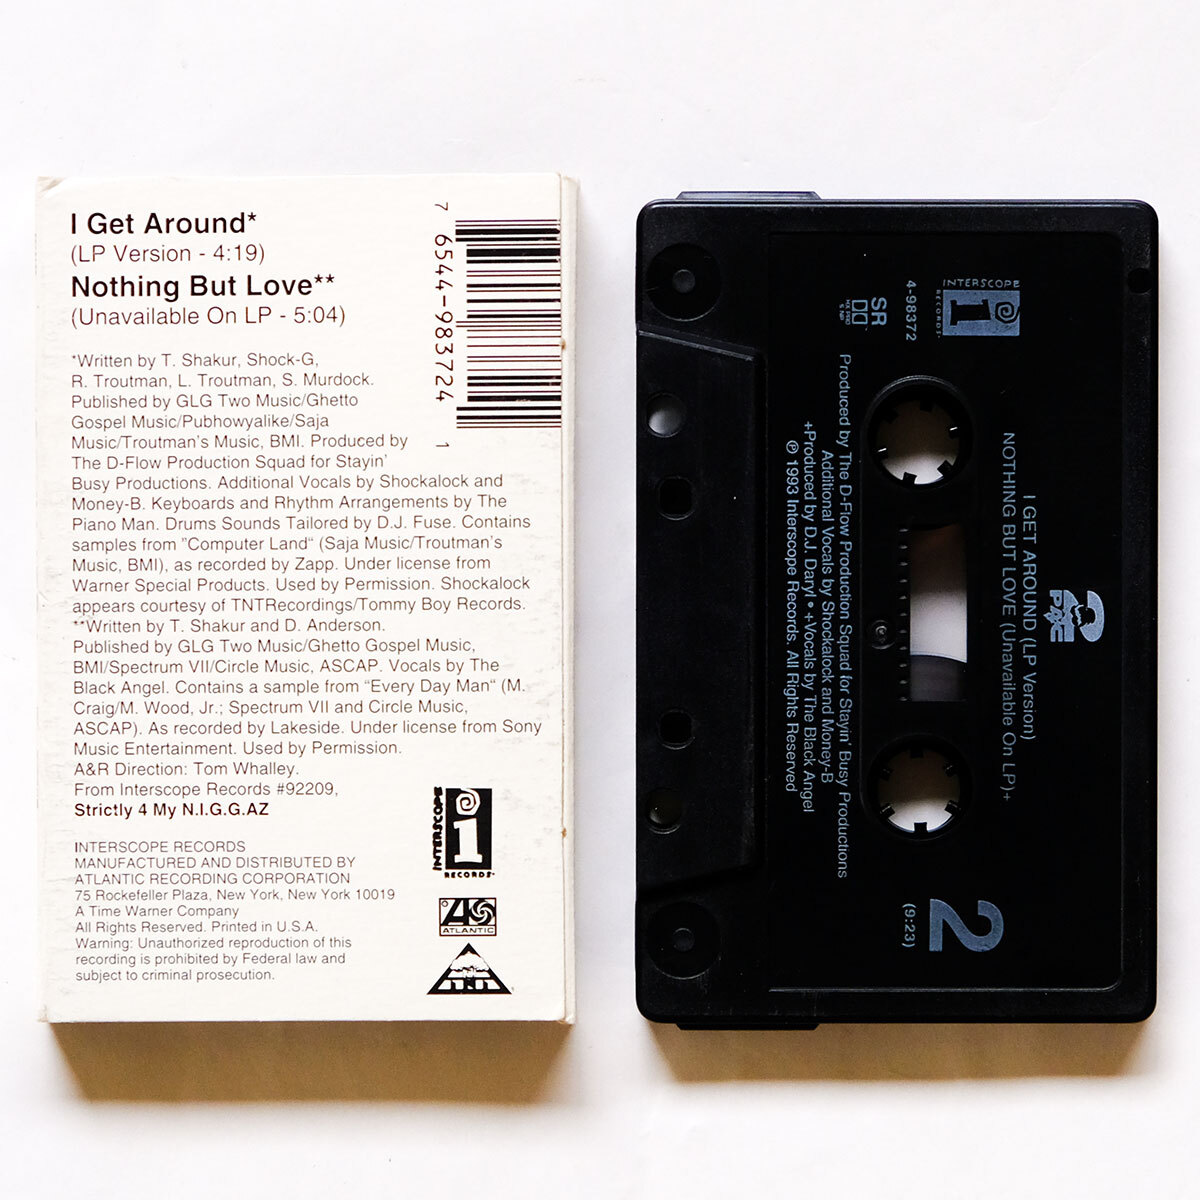 I Get Around*
(LP Version - 4:19)
Nothing But Love**
(Unavailable On LP - 5:04)
*Written by T. Shakur, Shock-G,
R. Troutman, L. Troutman, S. Murdock.
Published by GLG Two Music/Ghetto
Gospel Music/Pubhowyalike/Saja
Music/Troutman's Music, BMI. Produced by
The D-Flow Production Squad for Stayin'
Busy Productions. Additional Vocals by Shockalock and
Money-B. Keyboards and Rhythm Arrangements by The
Piano Man. Drums Sounds Tailored by D.J. Fuse. Contains
samples from "Computer Land" (Saja Music/Troutman's
Music, BMI), as recorded by Zapp. Under license from
Warner Special Products. Used by Permission. Shockalock
appears courtesy of TNTRecordings/Tommy Boy Records.
**Written by T. Shakur and D. Anderson.
Published by GLG Two Music/Ghetto Gospel Music,
BMI/Spectrum VII/Circle Music, ASCAP. Vocals by The
Black Angel. Contains a sample from "Every Day Man" (M.
Craig/M. Wood, Jr.; Spectrum VII and Circle Music,
ASCAP). As recorded by Lakeside. Under license from Sony
Music Entertainment. Used by Permission.
A&R Direction: Tom Whalley.
From Interscope Records #92209,
Strictly 4 My N.I.G.G.AZ
INTERSCOPE RECORDS
MANUFACTURED AND DISTRIBUTED BY
ATLANTIC RECORDING CORPORATION
75 Rockefeller Plaza, New York, New York 10019
A Time Warner Company
All Rights Reserved. Printed in U.S.A.
Warning: Unauthorized reproduction of this
recording is prohibited by Federal law and
subject to criminal prosecution.
7 6544-983724 1
INTERSCOPE
RECORDS
ATLANTIC
INTERSCOPE
RECORDS
4-98372
SR
2PAC
I GET AROUND (LP Version)
NOTHING BUT LOVE (Unavailable On LP)+
Produced by The D-Flow Production Squad for Stayin' Busy Productions
Additional Vocals by Shockalock and Money-B
+Produced by D.J. Daryl • +Vocals by The Black Angel
℗ 1993 Interscope Records. All Rights Reserved
2
(9:23)